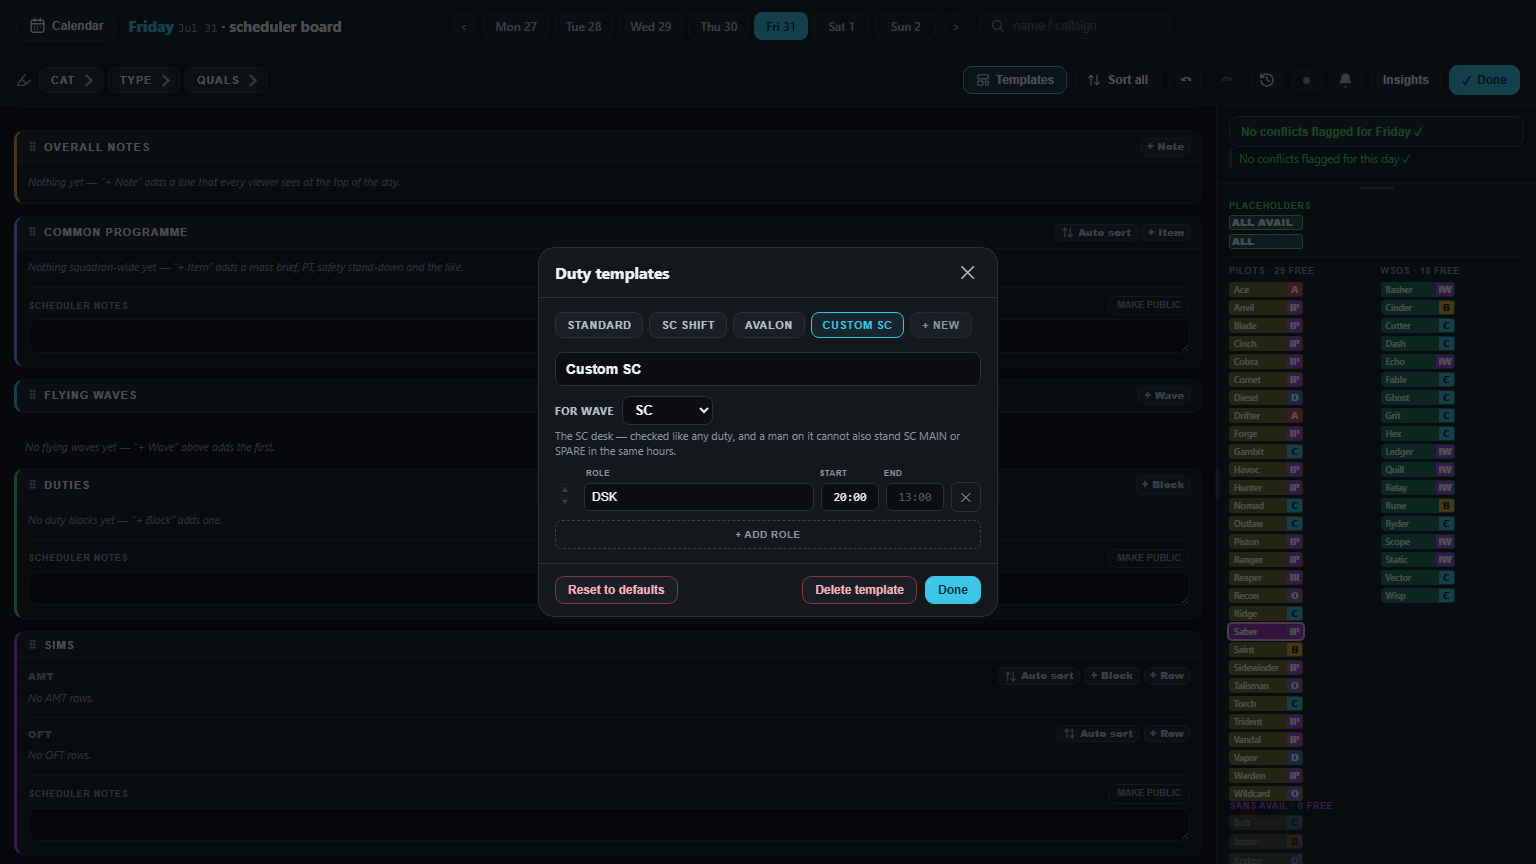 Calendar
Friday Jul 31 · scheduler board
‹ Mon 27 Tue 28 Wed 29 Thu 30 Fri 31 Sat 1 Sun 2 ›
name / callsign
CAT TYPE QUALS
Templates Sort all Insights ✓ Done
OVERALL NOTES + Note
Nothing yet — "+ Note" adds a line that every viewer sees at the top of the day.
COMMON PROGRAMME Auto sort + Item
Nothing squadron-wide yet — "+ Item" adds a mass brief, PT, safety stand-down and the like.
SCHEDULER NOTES MAKE PUBLIC
FLYING WAVES + Wave
No flying waves yet — "+ Wave" above adds the first.
DUTIES + Block
No duty blocks yet — "+ Block" adds one.
SCHEDULER NOTES MAKE PUBLIC
SIMS
AMT Auto sort + Block + Row
No AMT rows.
OFT Auto sort + Row
No OFT rows.
SCHEDULER NOTES MAKE PUBLIC
Duty templates
STANDARD SC SHIFT AVALON CUSTOM SC + NEW
Custom SC
FOR WAVE SC
The SC desk — checked like any duty, and a man on it cannot also stand SC MAIN or
SPARE in the same hours.
ROLE START END
DSK 20:00 13:00
+ ADD ROLE
Reset to defaults Delete template Done
No conflicts flagged for Friday ✓
No conflicts flagged for this day ✓
PLACEHOLDERS
ALL AVAIL
ALL
PILOTS · 29 FREE
Ace A
Anvil IP
Blade IP
Cinch IP
Cobra IP
Comet IP
Diesel D
Drifter A
Forge IP
Gambit C
Havoc IP
Hunter IP
Nomad C
Outlaw C
Piston IP
Ranger IP
Reaper IR
Recon O
Ridge C
Saber IP
Saint B
Sidewinder IP
Talisman O
Torch C
Trident IP
Vandal IP
Vapor D
Warden IP
Wildcard O
WSOS · 18 FREE
Basher IW
Cinder B
Cutter C
Dash C
Echo IW
Fable C
Ghost C
Grit C
Hex C
Ledger IW
Quill IW
Relay IW
Rune B
Ryder C
Scope IW
Static IW
Vector C
Wisp C
SANS AVAIL · 0 FREE
Bolt C
Jester B